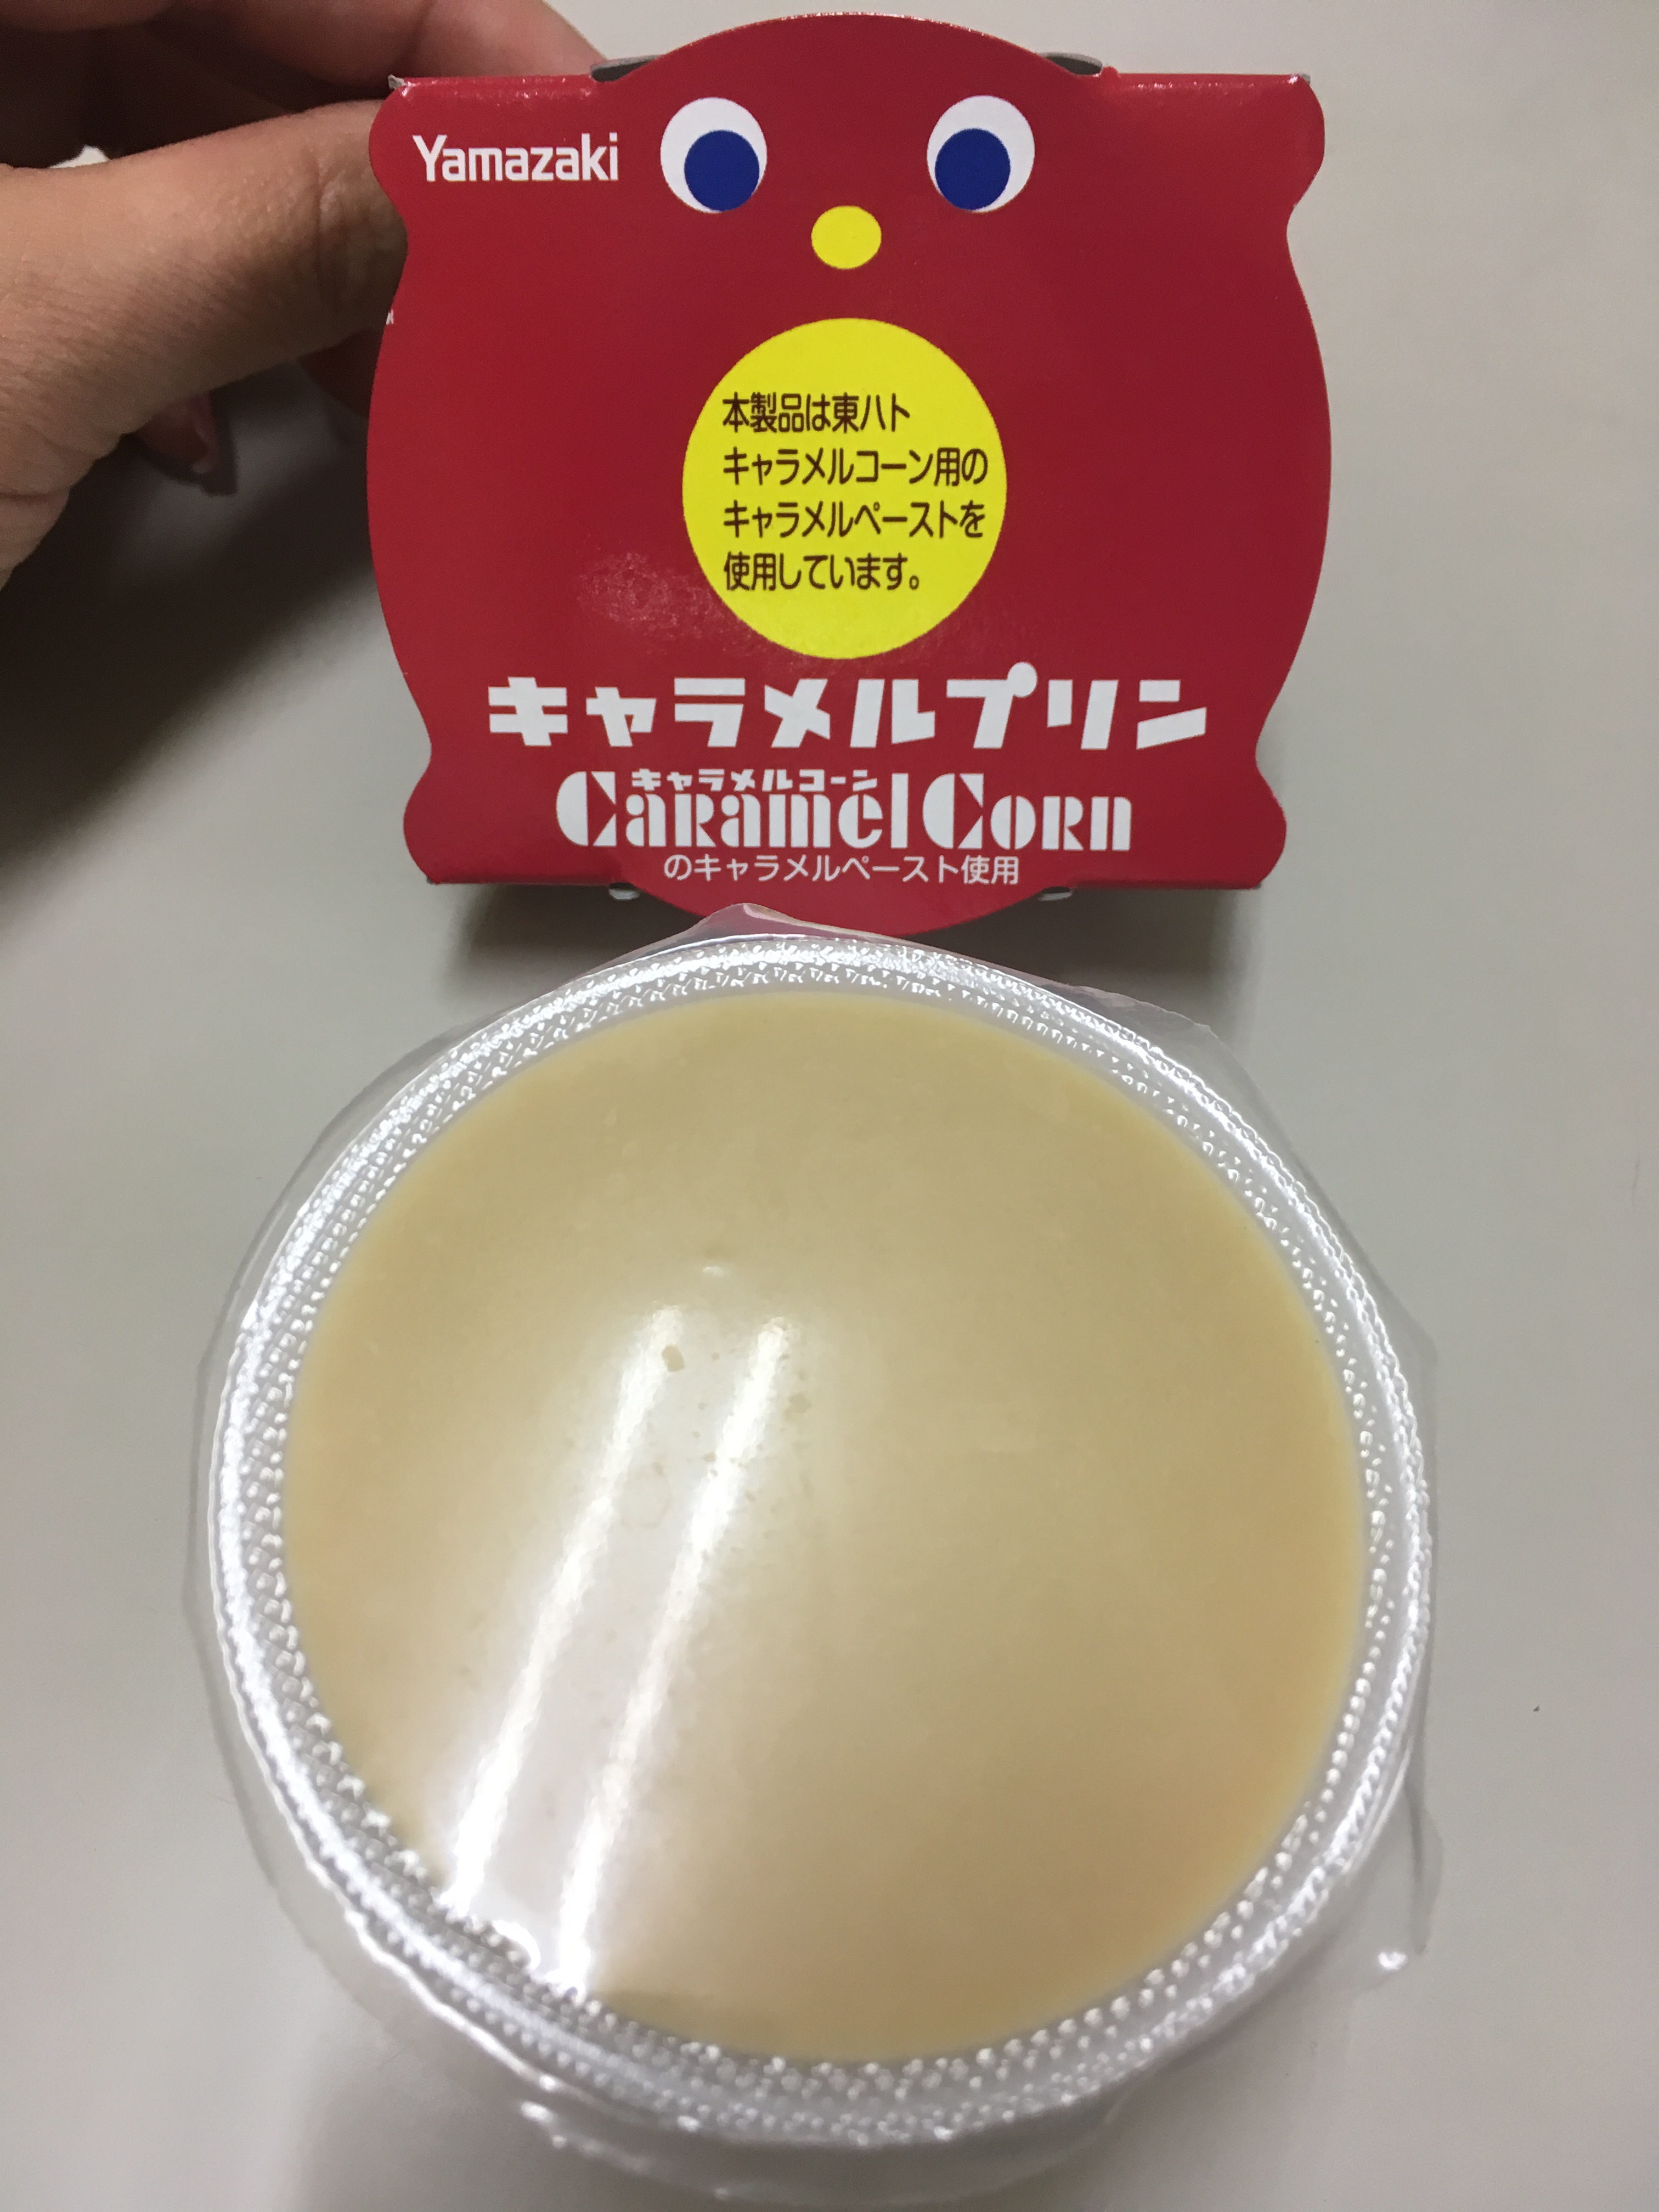 Yamazaki
本製品は東ハト
キャラメルコーン用の
キャラメルペーストを
使用しています。
キャラメルプリン
キャラメルコーン
Caramel Corn
のキャラメルペースト使用